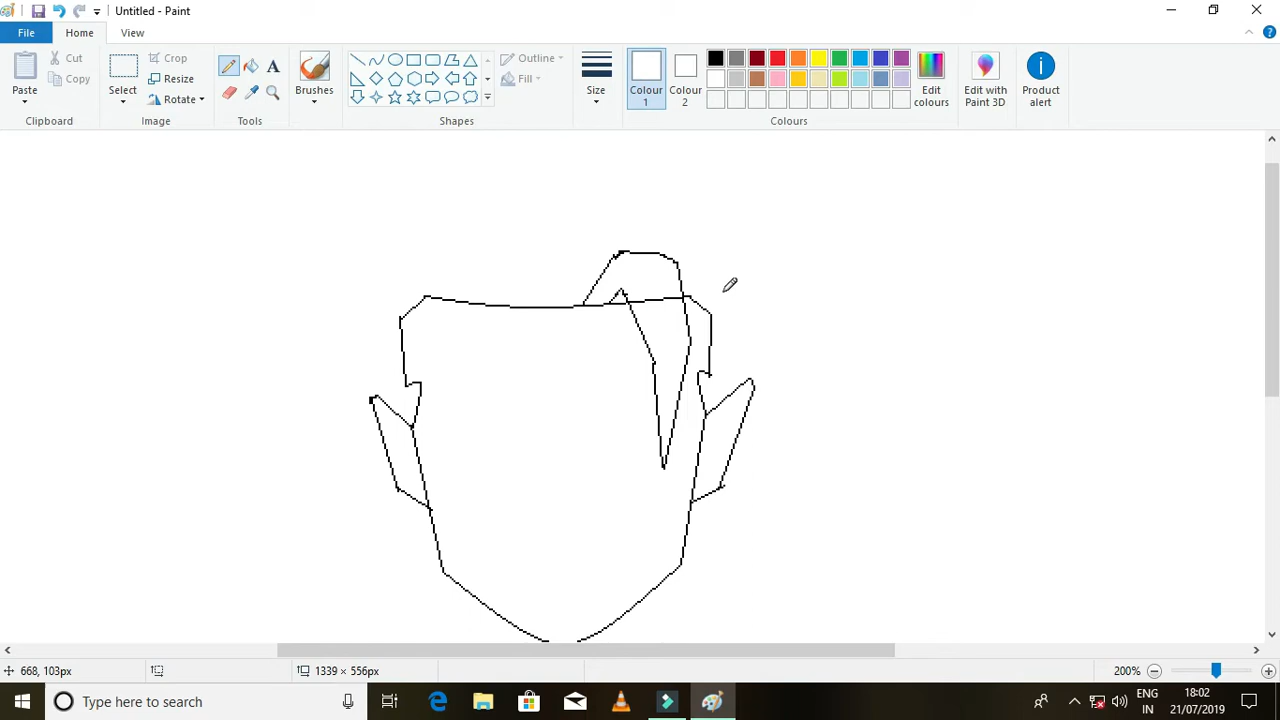 Untitled - Paint
File
Home
View
Paste
Cut
Copy
Clipboard
Select
Crop
Resize
Rotate
Image
A
Tools
Brushes
Shapes
Outline
Fill
Size
Colour
1
Colour
2
Edit
colours
Colours
Edit with
Paint 3D
Product
alert
668, 103px
1339 × 556px
200%
Type here to search
ENG
IN
18:02
21/07/2019